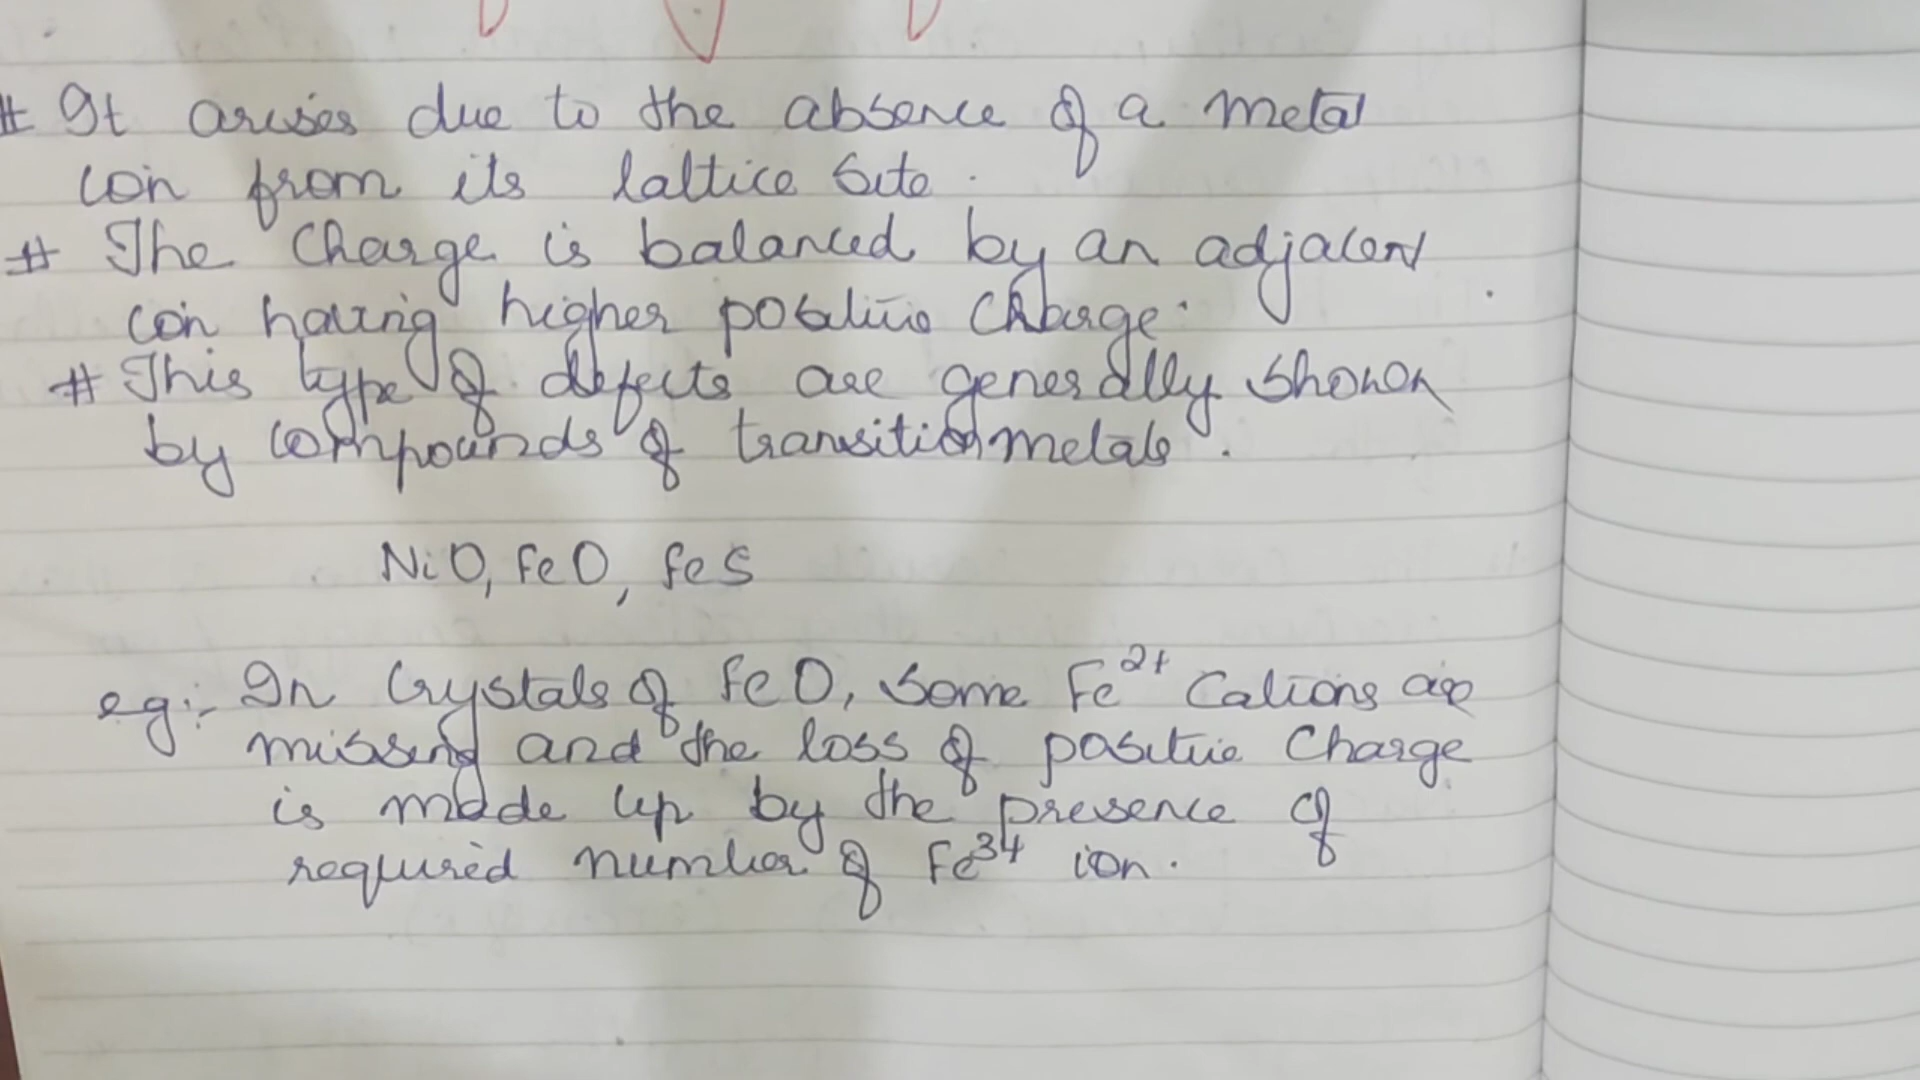 # It arises due to the absence of a metal
ion from its lattice site.
# The charge is balanced by an adjacent
ion having higher positive charge.
# This type of defects are generally shown
by compounds of transition metals.
NiO, FeO, FeS
eg:- In Crystals of FeO, some Fe²⁺ Cations are
missing and the loss of positive charge
is made up by the presence of
required number of Fe³⁺ ion.